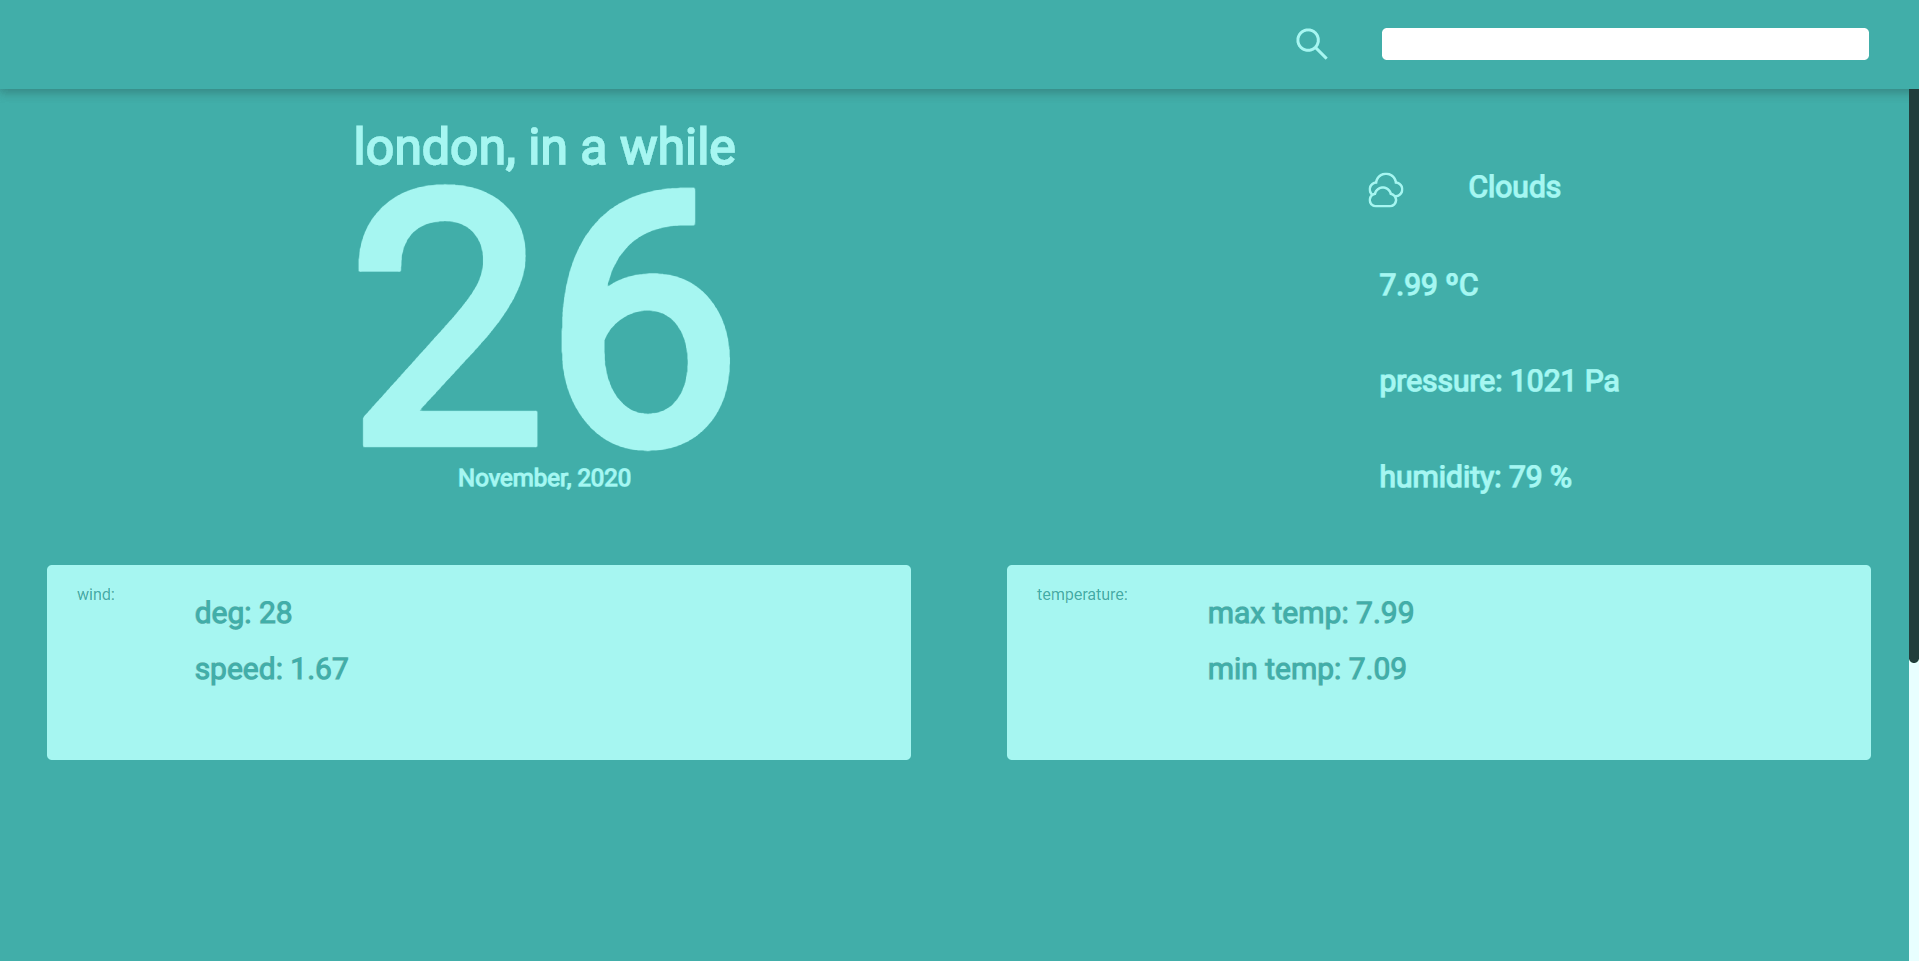 london, in a while
26
November, 2020
Clouds
7.99 ºC
pressure: 1021 Pa
humidity: 79 %
wind:
deg: 28
speed: 1.67
temperature:
max temp: 7.99
min temp: 7.09